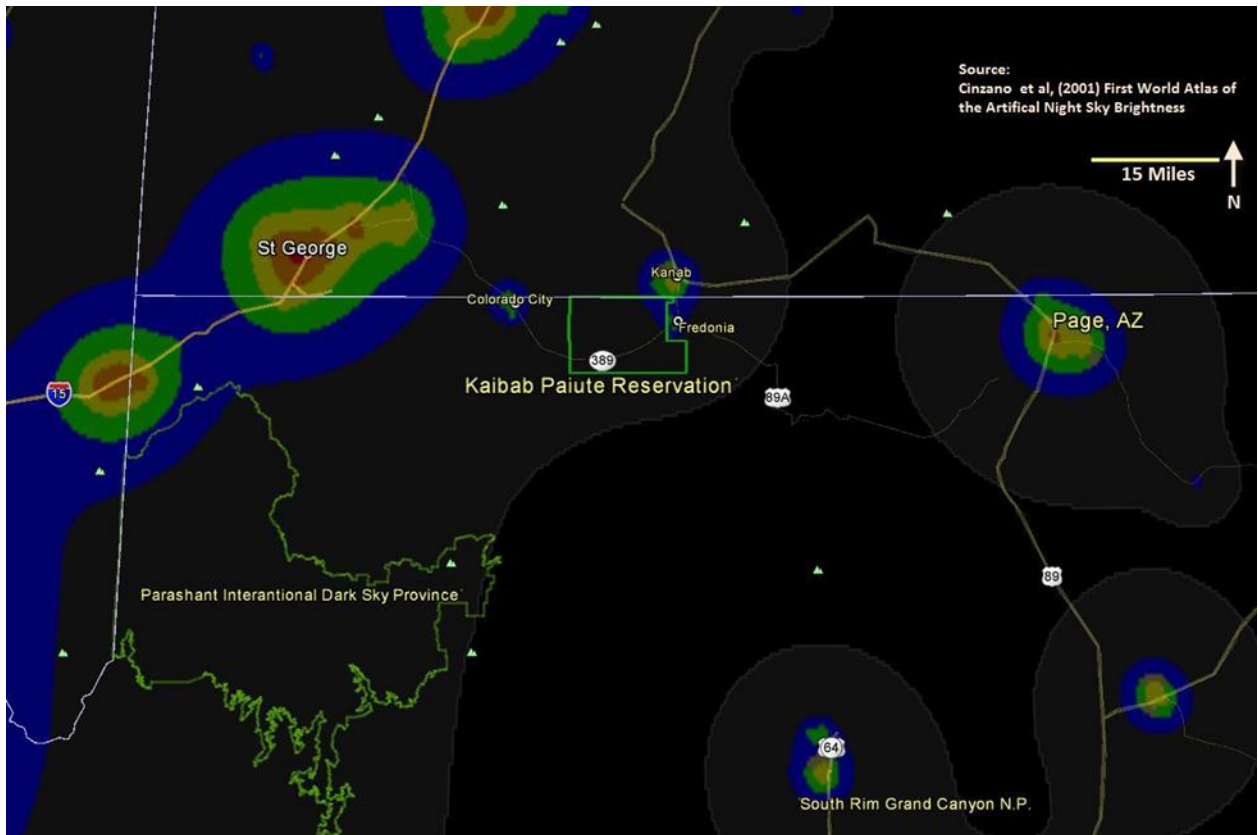 Source:
Cinzano et al, (2001) First World Atlas of
the Artifical Night Sky Brightness
15 Miles
N
St George
Kanab
Colorado City
Fredonia
Page, AZ
389
Kaibab Paiute Reservation
15
89A
89
Parashant Interantional Dark Sky Province
64
South Rim Grand Canyon N.P.